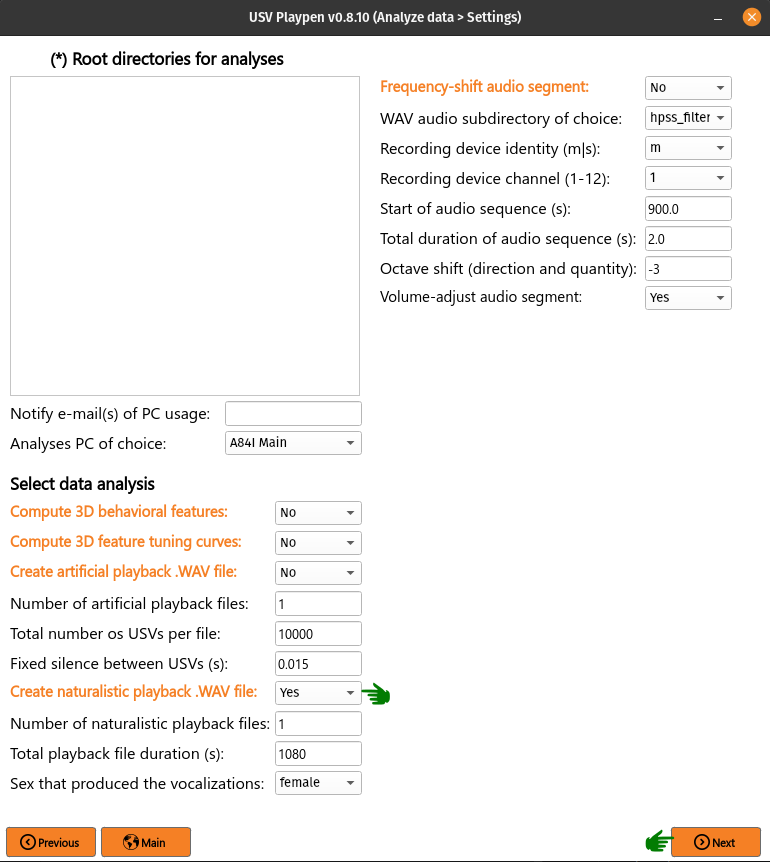 USV Playpen v0.8.10 (Analyze data > Settings)
(*) Root directories for analyses
Notify e-mail(s) of PC usage:
Analyses PC of choice: A84I Main
Select data analysis
Compute 3D behavioral features: No
Compute 3D feature tuning curves: No
Create artificial playback .WAV file: No
Number of artificial playback files: 1
Total number os USVs per file: 10000
Fixed silence between USVs (s): 0.015
Create naturalistic playback .WAV file: Yes
Number of naturalistic playback files: 1
Total playback file duration (s): 1080
Sex that produced the vocalizations: female
Frequency-shift audio segment: No
WAV audio subdirectory of choice: hpss_filter
Recording device identity (m|s): m
Recording device channel (1-12): 1
Start of audio sequence (s): 900.0
Total duration of audio sequence (s): 2.0
Octave shift (direction and quantity): -3
Volume-adjust audio segment: Yes
Previous Main Next